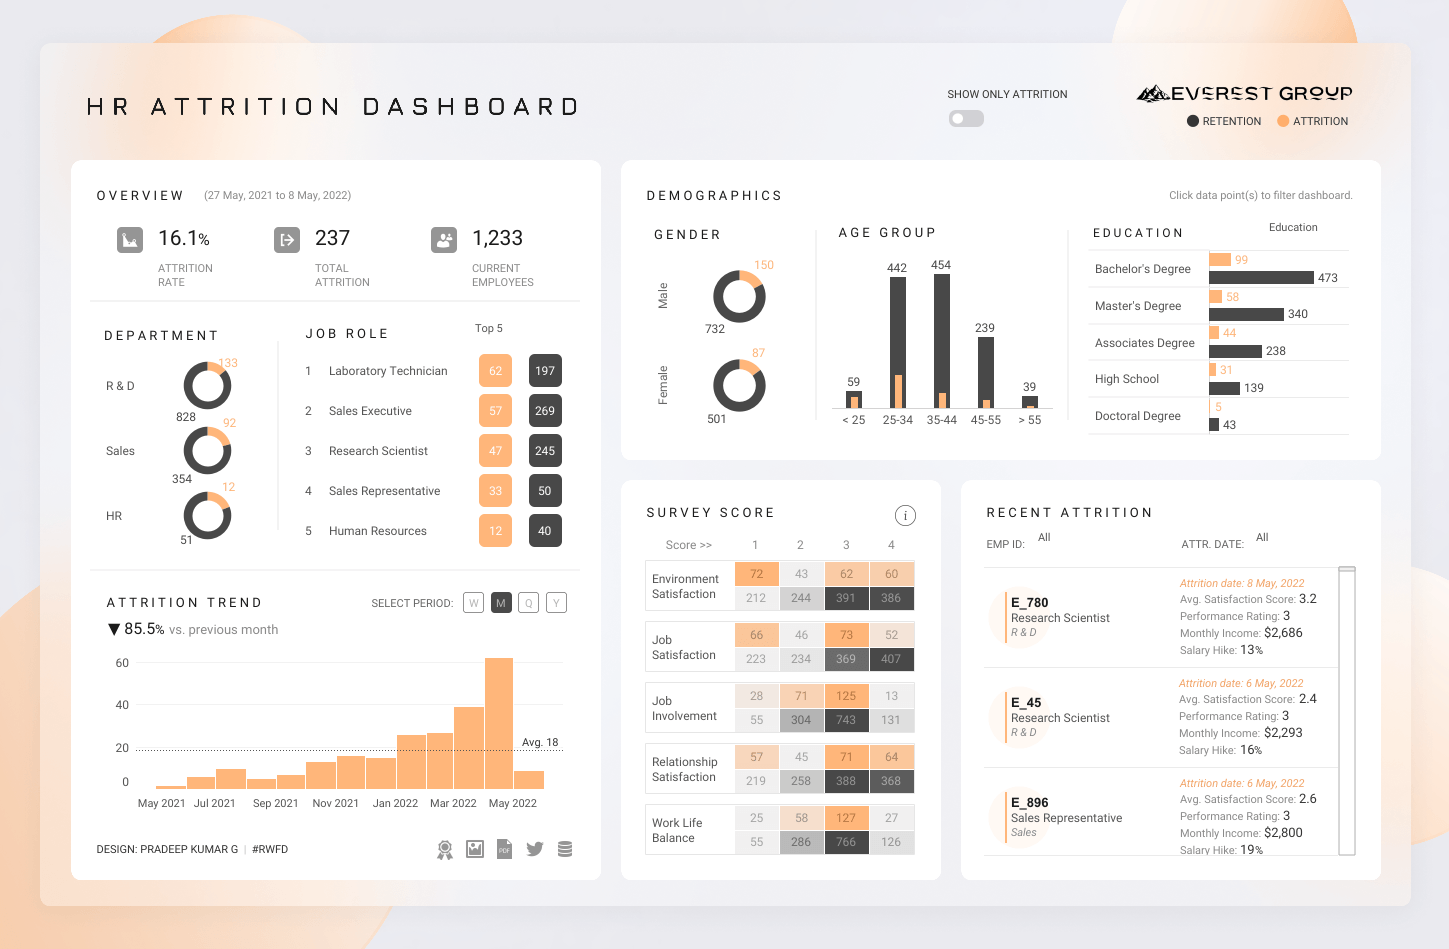 HR ATTRITION DASHBOARD
SHOW ONLY ATTRITION
EVEREST GROUP
RETENTION
ATTRITION
OVERVIEW (27 May, 2021 to 8 May, 2022)
16.1%
ATTRITION
RATE
237
TOTAL
ATTRITION
1,233
CURRENT
EMPLOYEES
DEPARTMENT
R & D
133
828
Sales
92
354
HR
12
51
JOB ROLE
Top 5
1 Laboratory Technician 62 197
2 Sales Executive 57 269
3 Research Scientist 47 245
4 Sales Representative 33 50
5 Human Resources 12 40
ATTRITION TREND
SELECT PERIOD: W M Q Y
▼ 85.5% vs. previous month
60
40
20
0
Avg. 18
May 2021 Jul 2021 Sep 2021 Nov 2021 Jan 2022 Mar 2022 May 2022
DESIGN: PRADEEP KUMAR G | #RWFD
PDF
DEMOGRAPHICS
Click data point(s) to filter dashboard.
GENDER
Male
150
732
Female
87
501
AGE GROUP
59
442
454
239
39
< 25 25-34 35-44 45-55 > 55
EDUCATION
Education
Bachelor's Degree
99
473
Master's Degree
58
340
Associates Degree
44
238
High School
31
139
Doctoral Degree
5
43
SURVEY SCORE
i
Score >> 1 2 3 4
Environment
Satisfaction
72 43 62 60
212 244 391 386
Job
Satisfaction
66 46 73 52
223 234 369 407
Job
Involvement
28 71 125 13
55 304 743 131
Relationship
Satisfaction
57 45 71 64
219 258 388 368
Work Life
Balance
25 58 127 27
55 286 766 126
RECENT ATTRITION
EMP ID: All
ATTR. DATE: All
E_780
Research Scientist
R & D
Attrition date: 8 May, 2022
Avg. Satisfaction Score: 3.2
Performance Rating: 3
Monthly Income: $2,686
Salary Hike: 13%
E_45
Research Scientist
R & D
Attrition date: 6 May, 2022
Avg. Satisfaction Score: 2.4
Performance Rating: 3
Monthly Income: $2,293
Salary Hike: 16%
E_896
Sales Representative
Sales
Attrition date: 6 May, 2022
Avg. Satisfaction Score: 2.6
Performance Rating: 3
Monthly Income: $2,800
Salary Hike: 19%